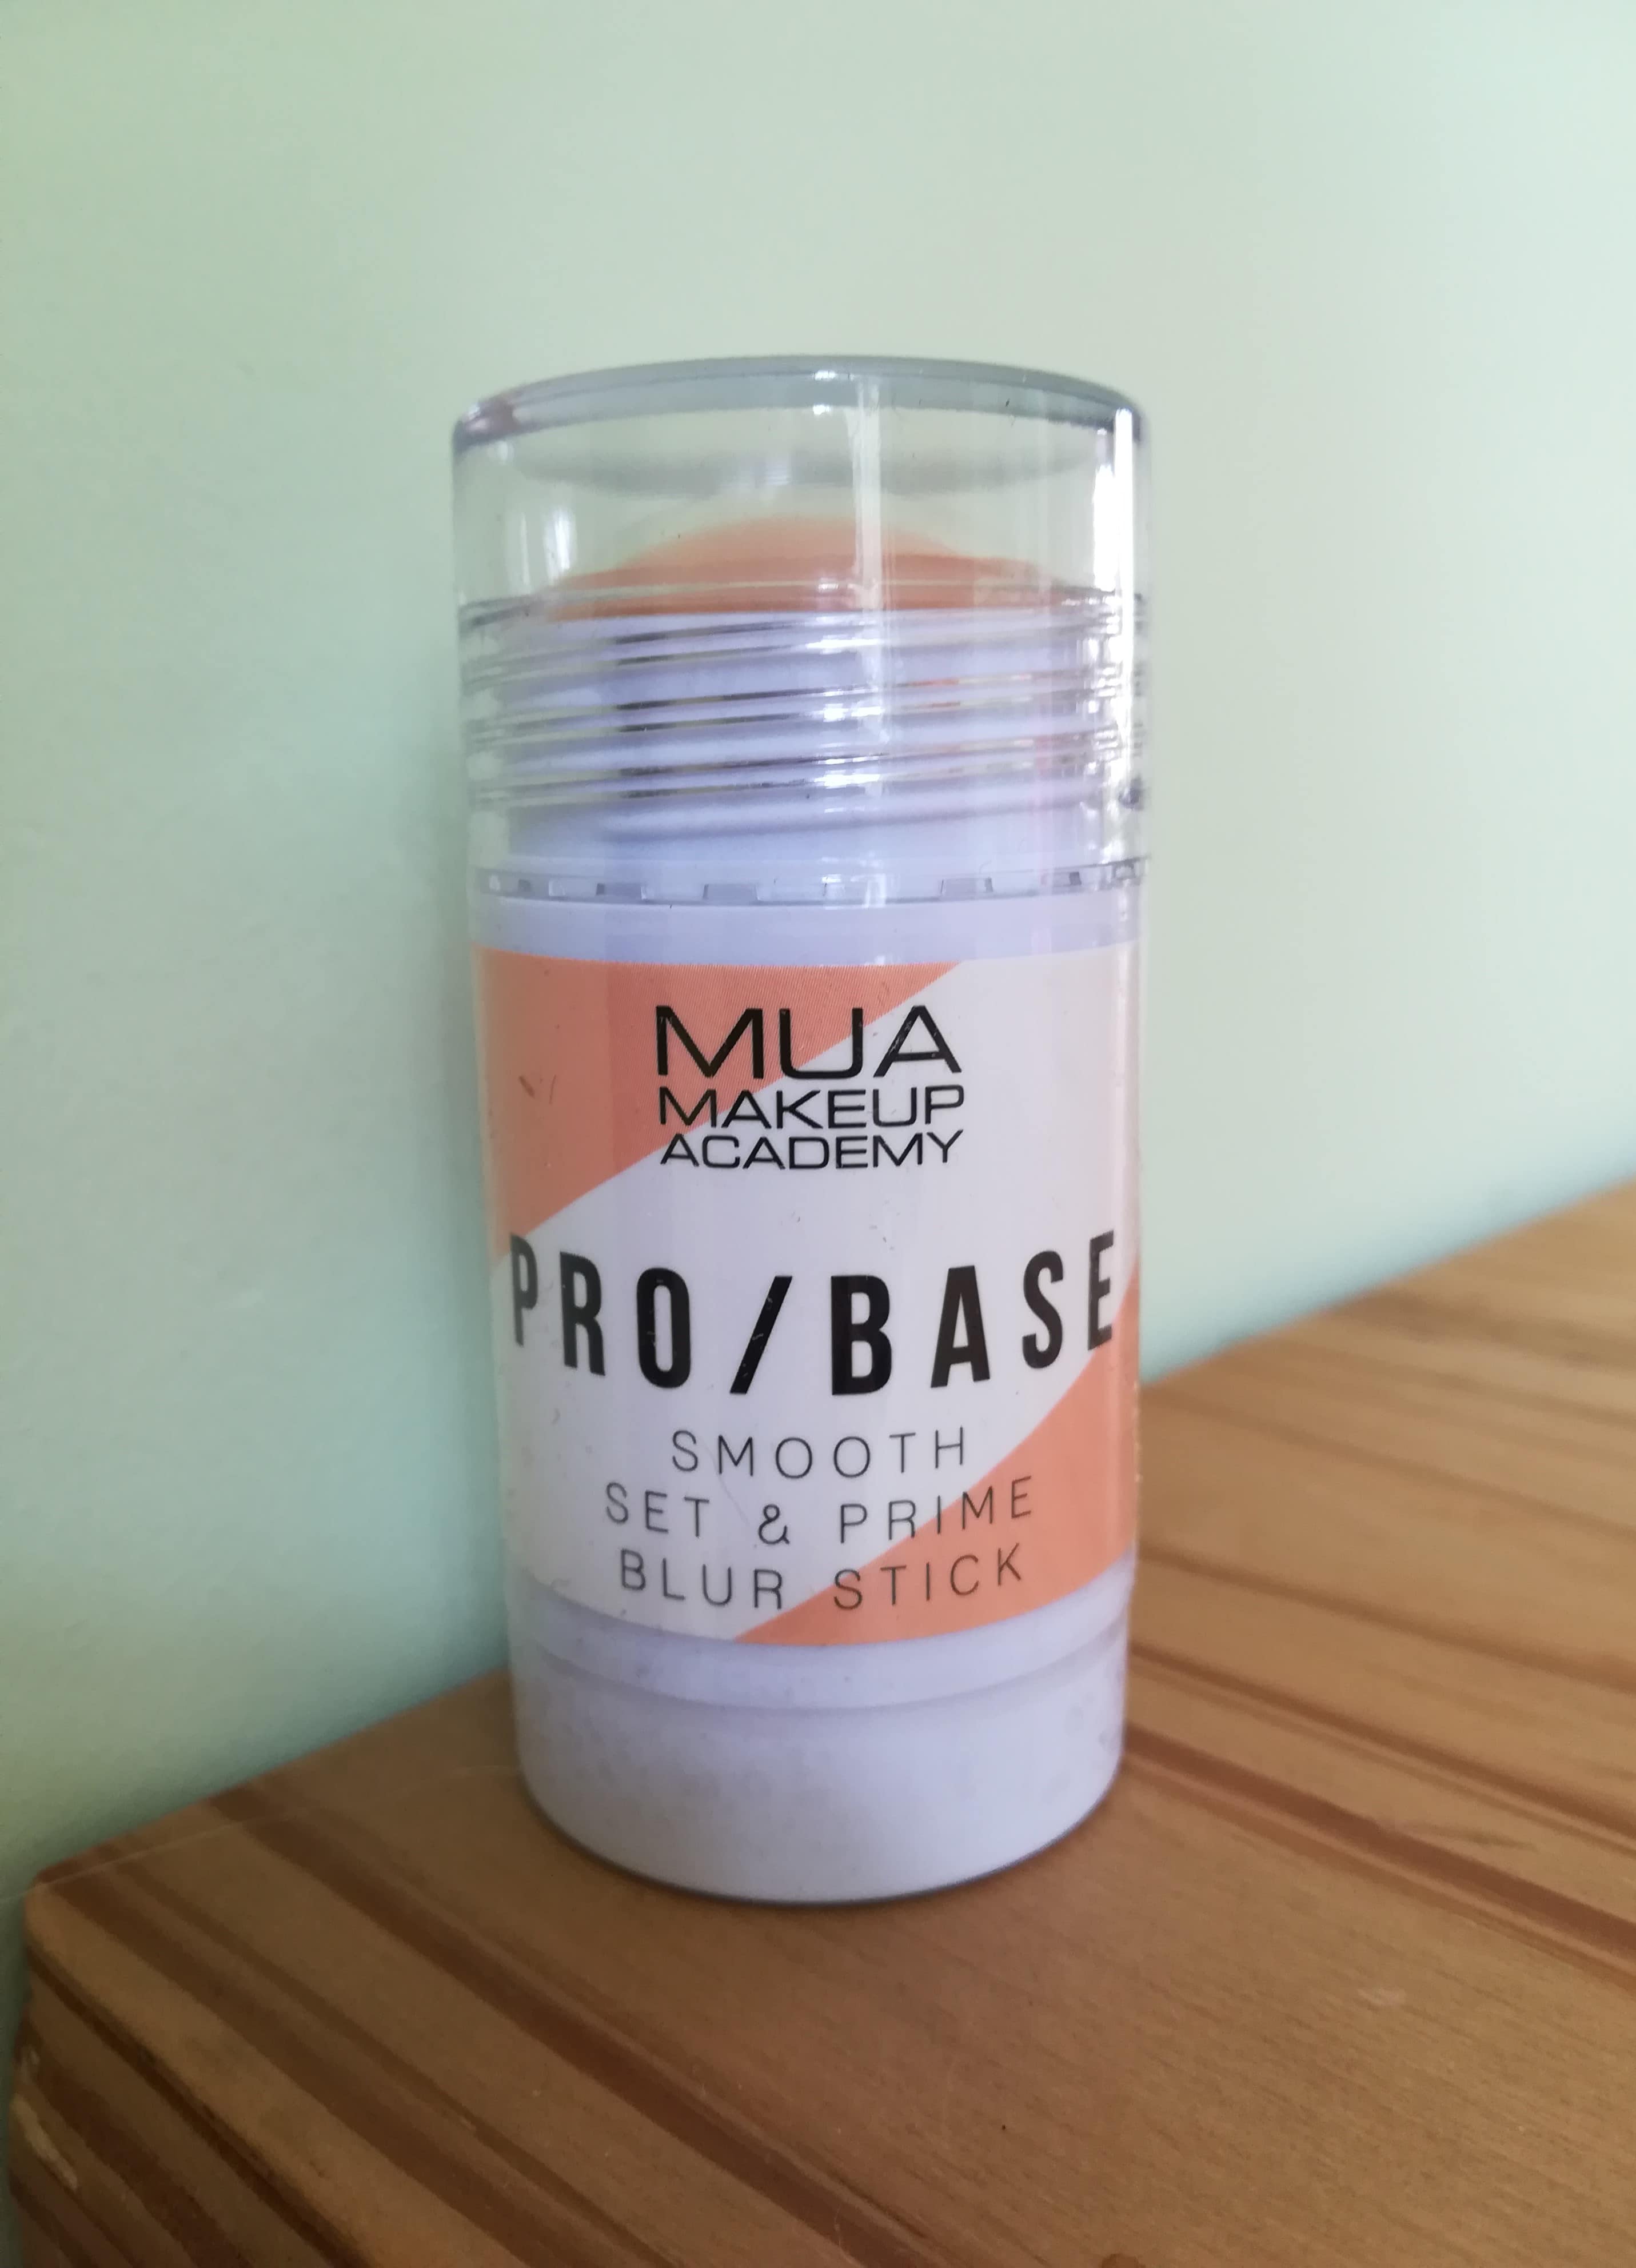 MUA
MAKEUP
ACADEMY
PRO/BASE
SMOOTH
SET & PRIME
BLUR STICK